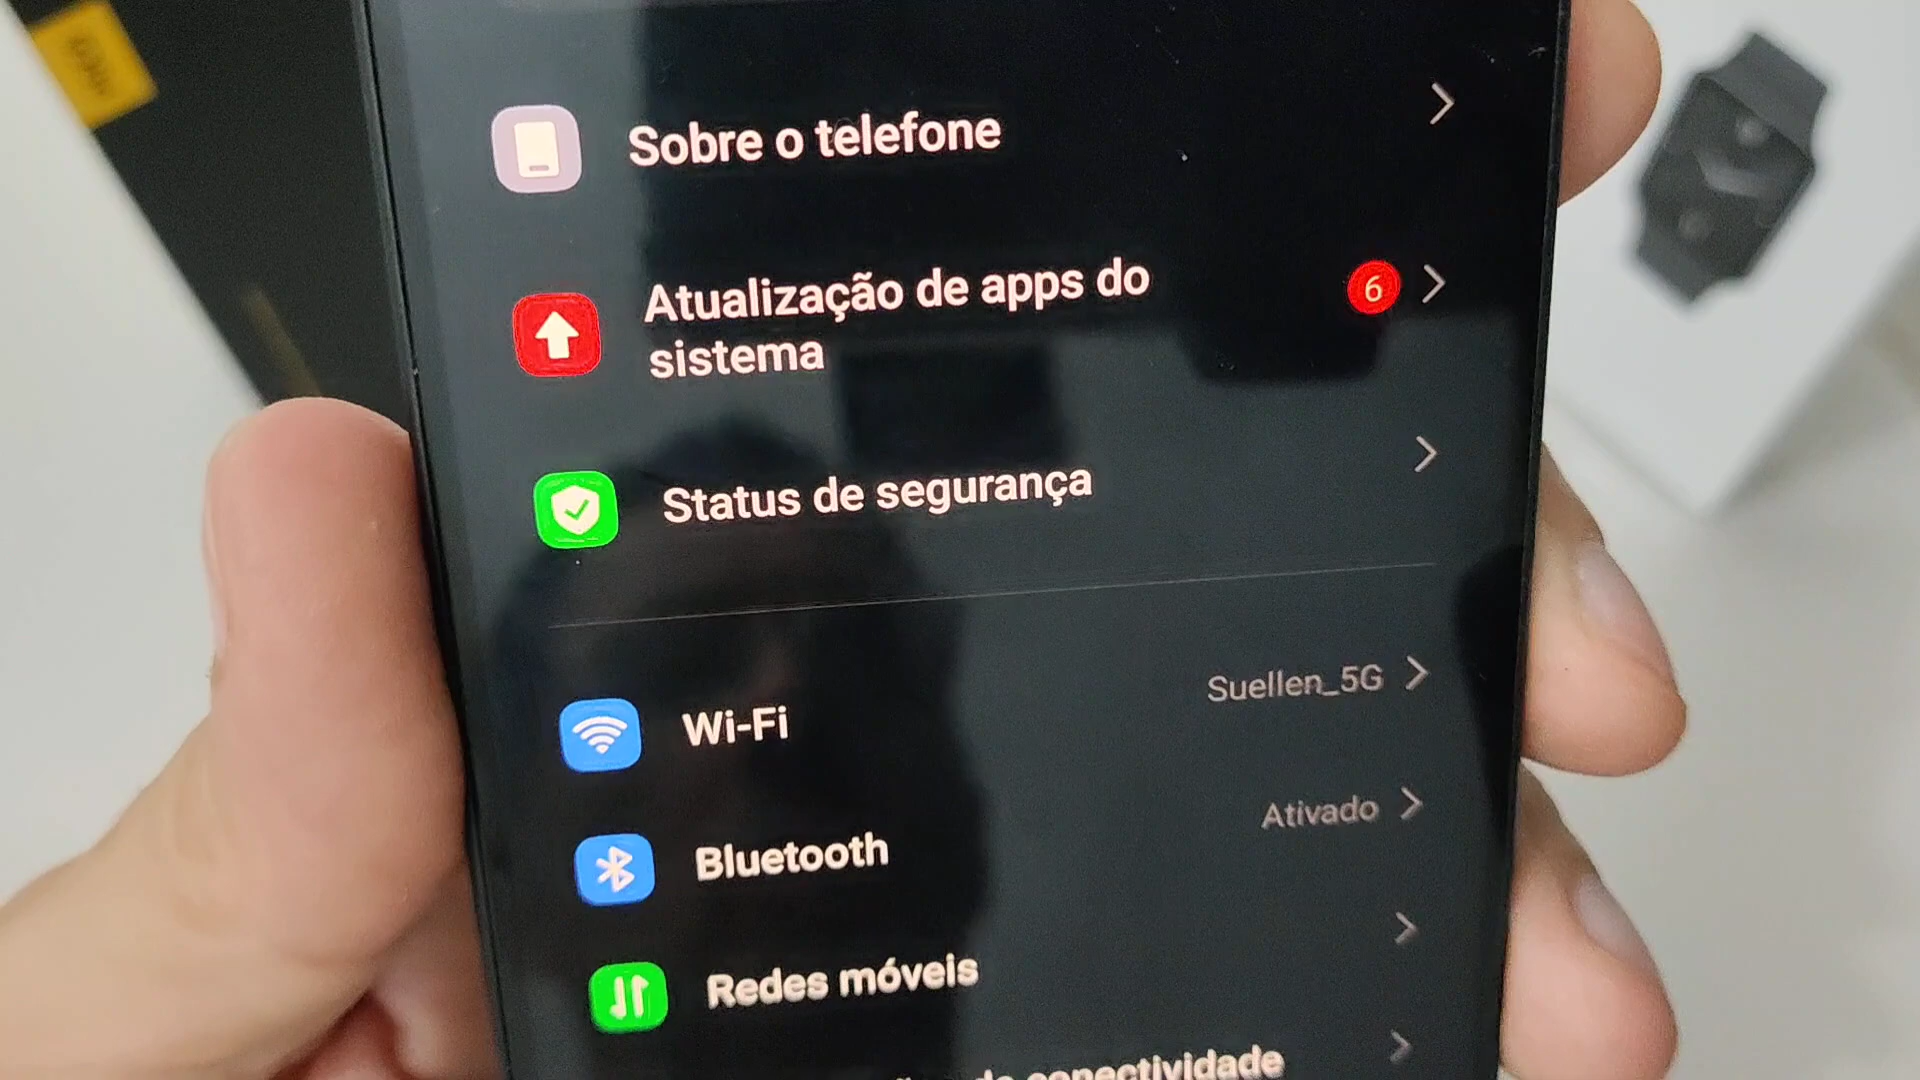 Sobre o telefone
Atualização de apps do
sistema
6
Status de segurança
Wi-Fi
Suellen_5G
Bluetooth
Ativado
Redes móveis
de conectividade